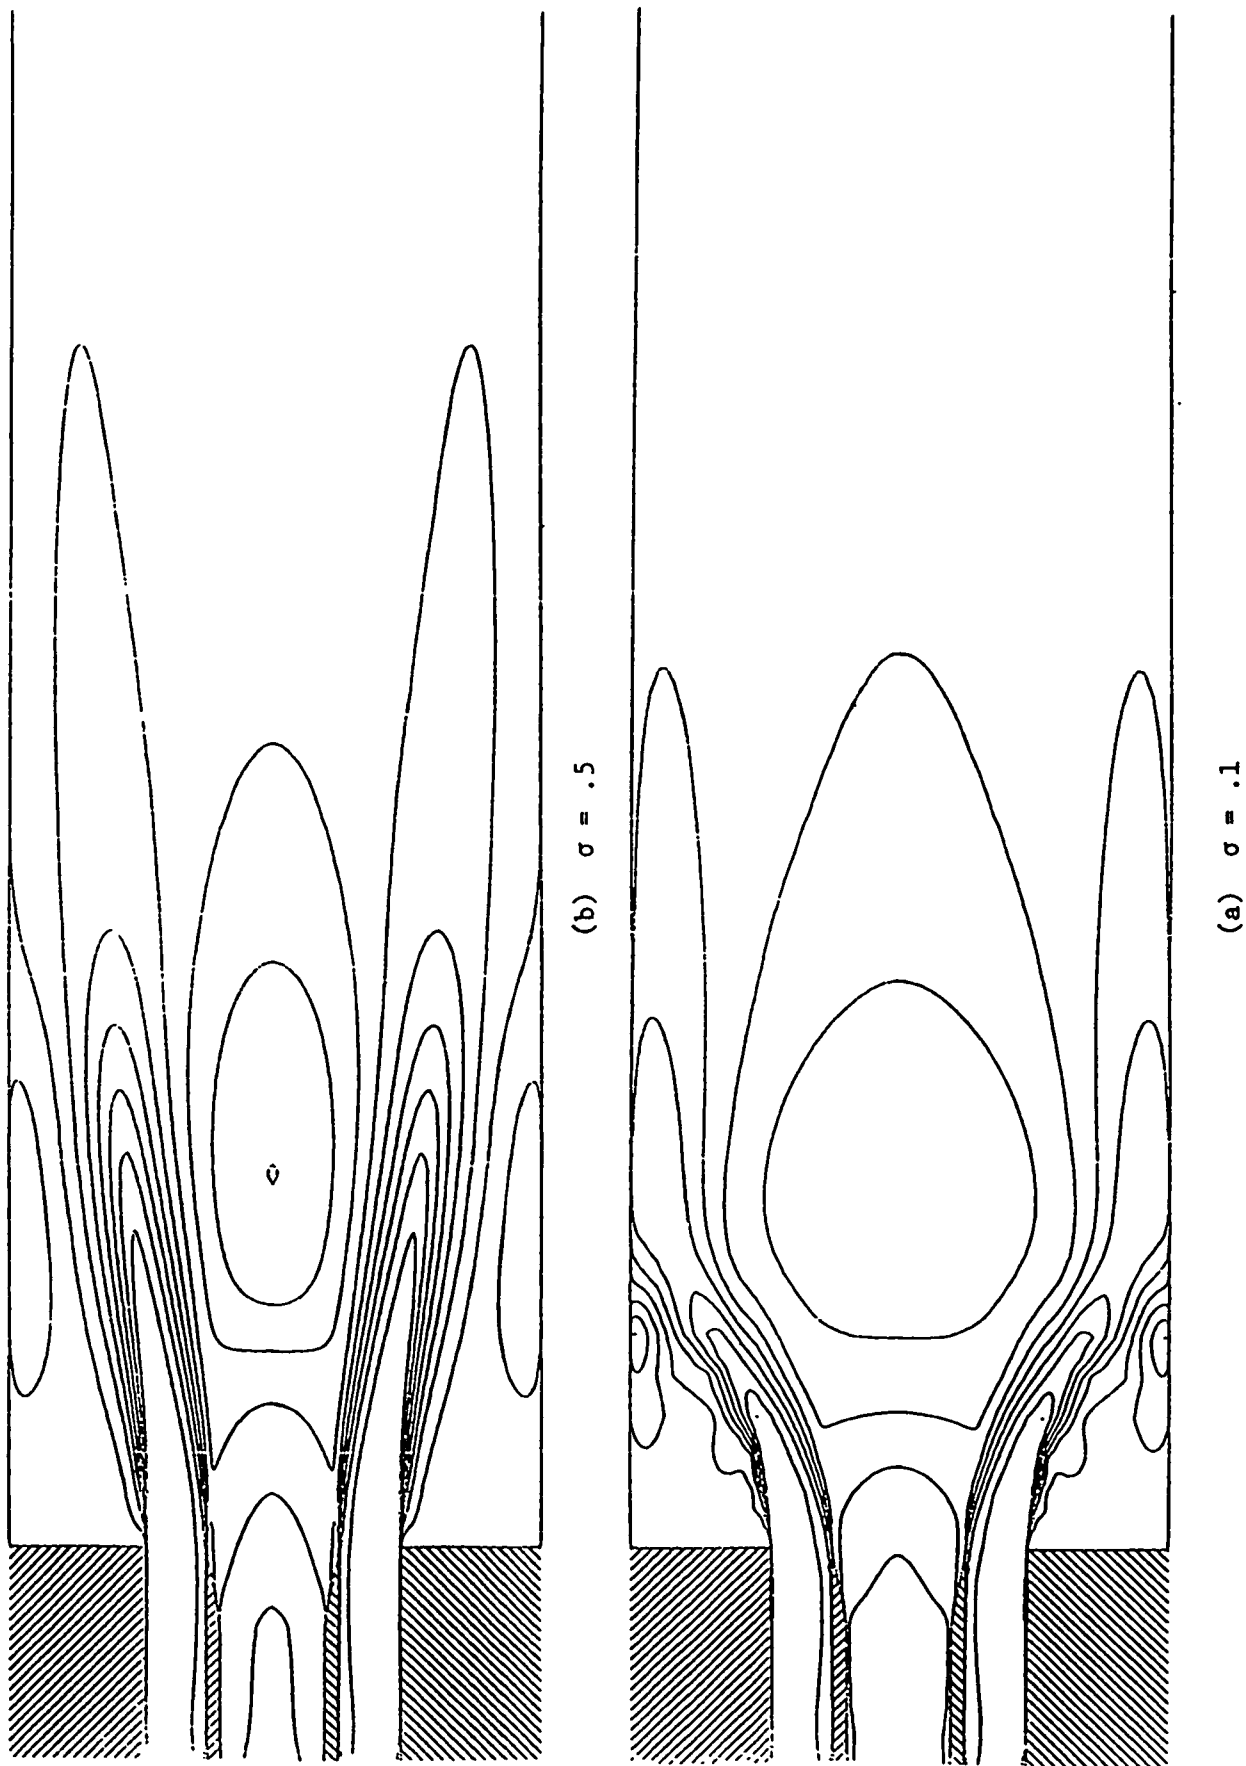 (b) σ = .5
(a) σ = .1